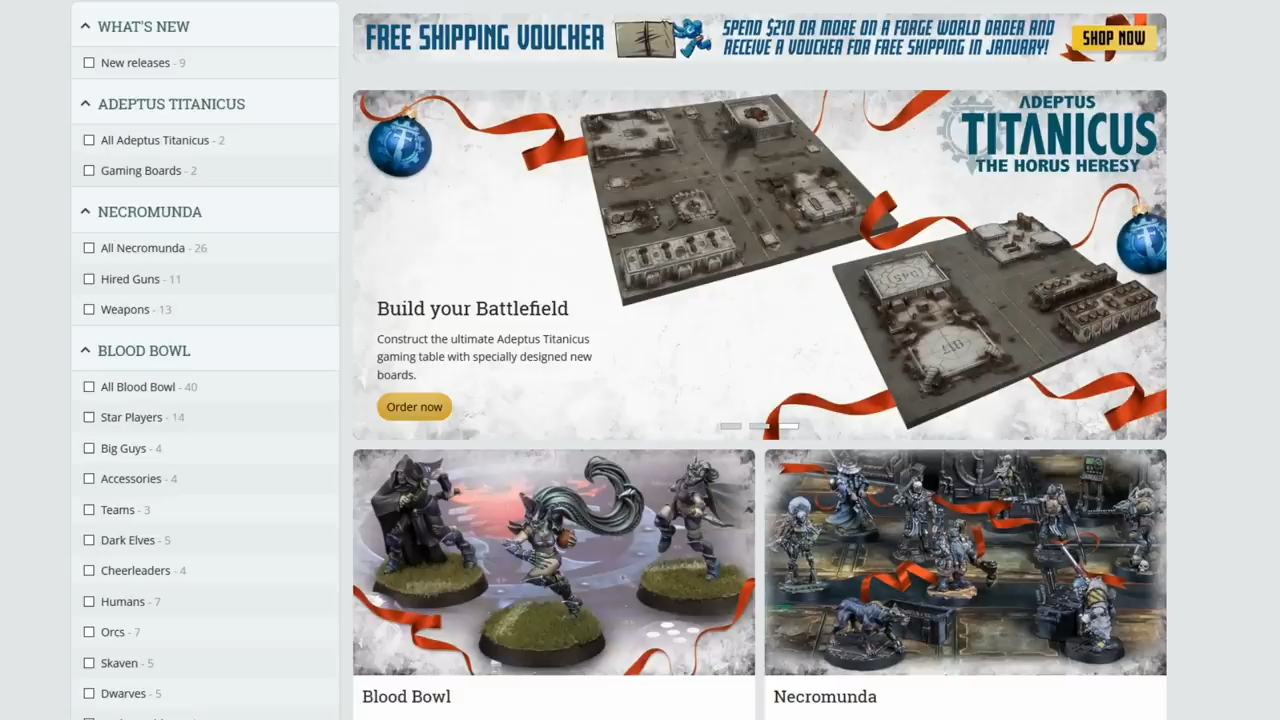 WHAT'S NEW
New releases - 9
ADEPTUS TITANICUS
All Adeptus Titanicus - 2
Gaming Boards - 2
NECROMUNDA
All Necromunda - 26
Hired Guns - 11
Weapons - 13
BLOOD BOWL
All Blood Bowl - 40
Star Players - 14
Big Guys - 4
Accessories - 4
Teams - 3
Dark Elves - 5
Cheerleaders - 4
Humans - 7
Orcs - 7
Skaven - 5
Dwarves - 5
FREE SHIPPING VOUCHER
SPEND $210 OR MORE ON A FORGE WORLD ORDER AND
RECEIVE A VOUCHER FOR FREE SHIPPING IN JANUARY!
SHOP NOW
ADEPTUS
TITANICUS
THE HORUS HERESY
Build your Battlefield
Construct the ultimate Adeptus Titanicus
gaming table with specially designed new
boards.
Order now
Blood Bowl
Necromunda